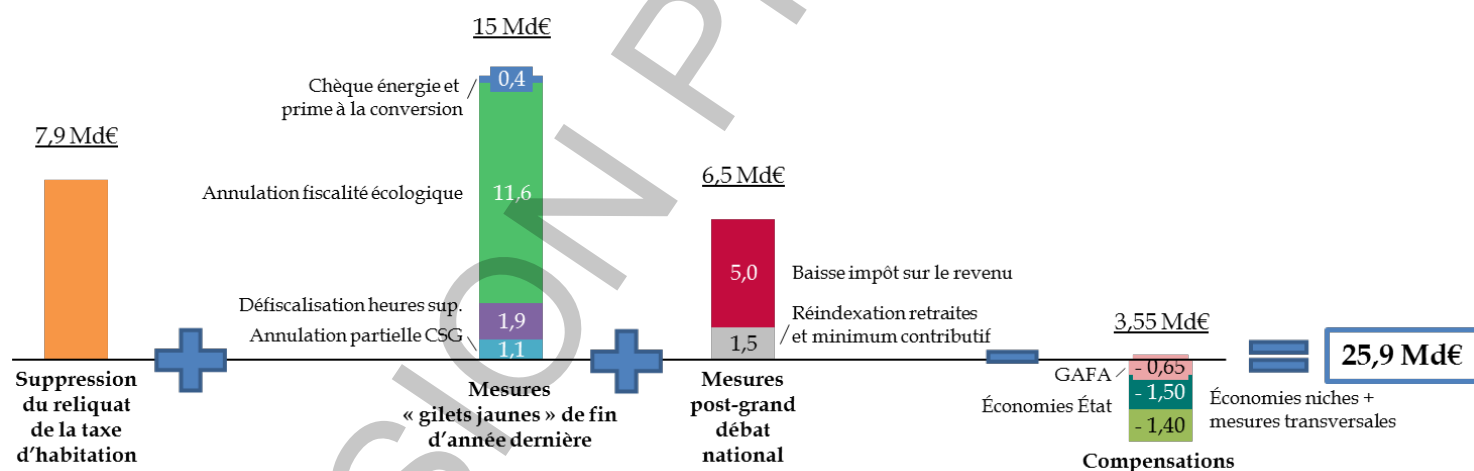 7,9 Md€
Suppression
du reliquat
de la taxe
d’habitation
15 Md€
Chèque énergie et
prime à la conversion
0,4
Annulation fiscalité écologique
11,6
Défiscalisation heures sup.
1,9
Annulation partielle CSG
1,1
Mesures
« gilets jaunes » de fin
d’année dernière
6,5 Md€
5,0
Baisse impôt sur le revenu
1,5
Réindexation retraites
et minimum contributif
Mesures
post-grand
débat
national
3,55 Md€
GAFA
- 0,65
Économies État
- 1,50
- 1,40
Économies niches +
mesures transversales
Compensations
25,9 Md€
SION P